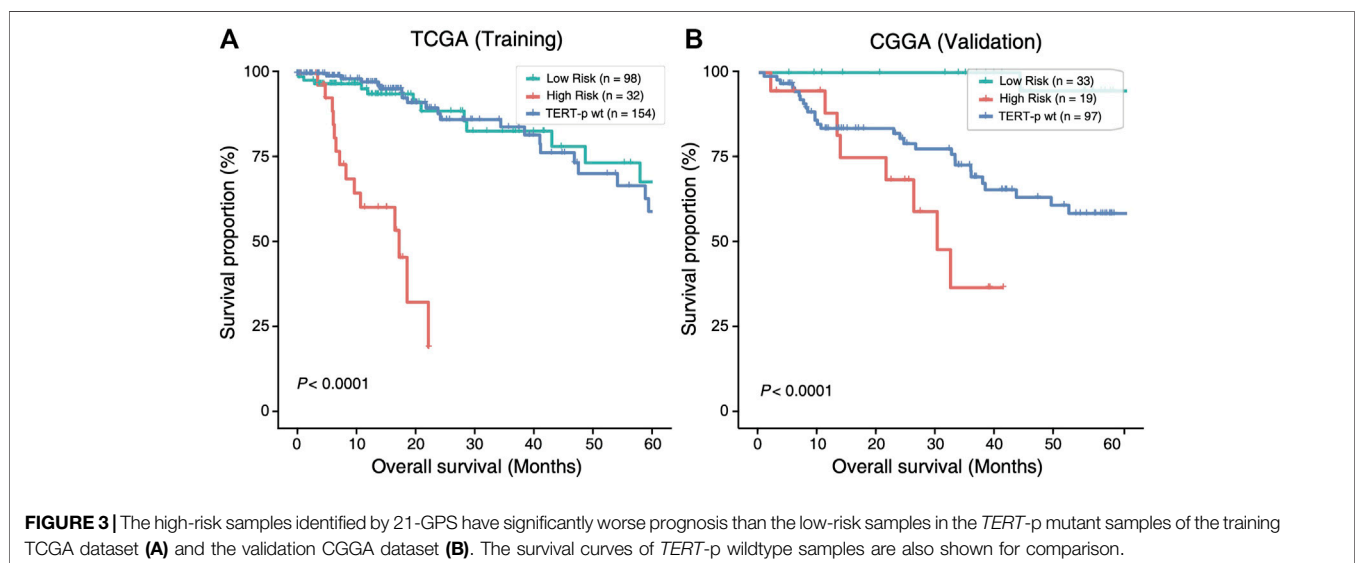 A
TCGA (Training)
Survival proportion (%)
100
75
50
25
0
Low Risk (n = 98)
High Risk (n = 32)
TERT-p wt (n = 154)
P< 0.0001
0 10 20 30 40 50 60
Overall survival (Months)
B
CGGA (Validation)
Survival proportion (%)
100
75
50
25
0
Low Risk (n = 33)
High Risk (n = 19)
TERT-p wt (n = 97)
P< 0.0001
0 10 20 30 40 50 60
Overall survival (Months)
FIGURE 3 | The high-risk samples identified by 21-GPS have significantly worse prognosis than the low-risk samples in the TERT-p mutant samples of the training
TCGA dataset (A) and the validation CGGA dataset (B). The survival curves of TERT-p wildtype samples are also shown for comparison.